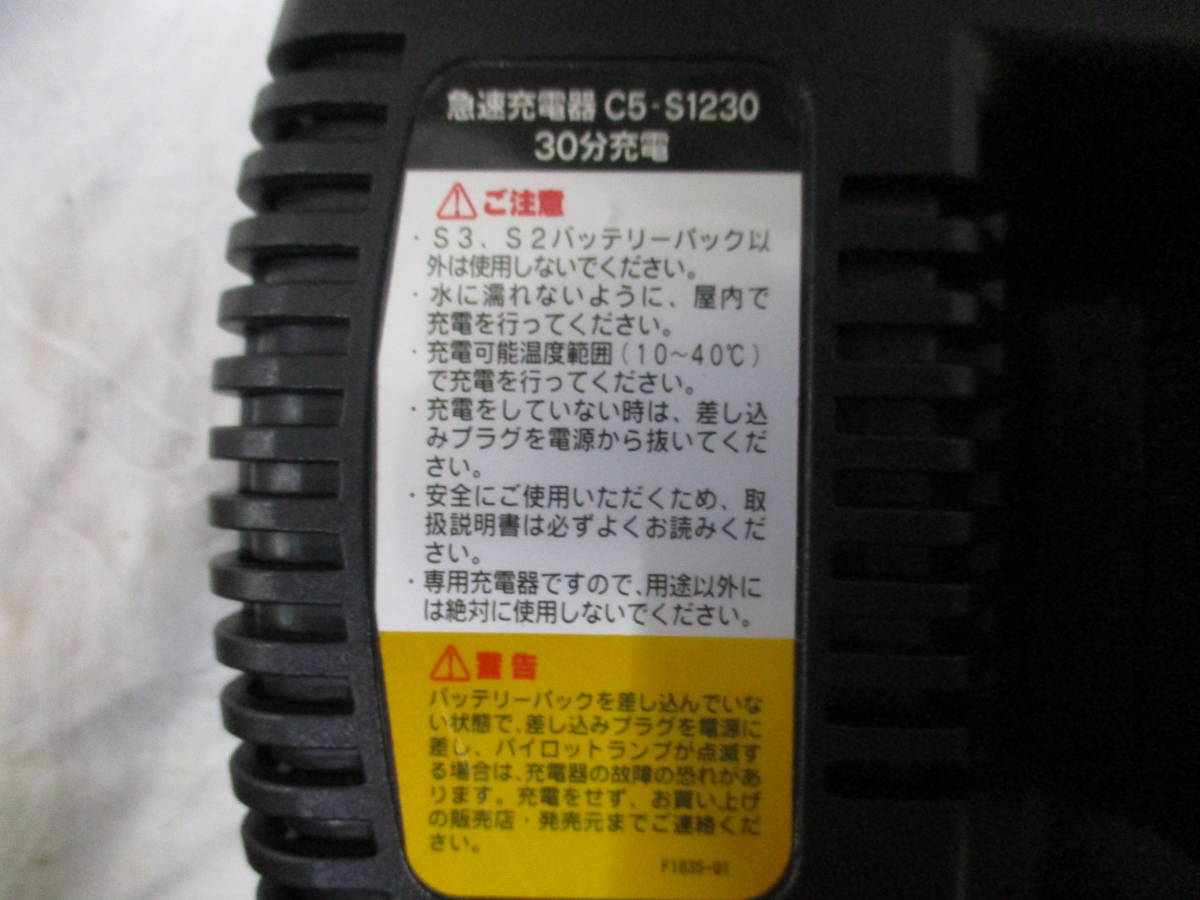 急速充電器 C5-S1230
30分充電
⚠ご注意
・S3、S2バッテリーパック以
外は使用しないでください。
・水に濡れないように、屋内で
充電を行ってください。
・充電可能温度範囲(10~40℃)
で充電を行ってください。
・充電をしていない時は、差し込
みプラグを電源から抜いてくだ
さい。
・安全にご使用いただくため、取
扱説明書は必ずよくお読みくだ
さい。
・専用充電器ですので、用途以外に
は絶対に使用しないでください。
⚠警告
バッテリーパックを差し込んでいな
い状態で、差し込みプラグを電源に
差し、パイロットランプが点滅す
る場合は、充電器の故障の恐れがあ
ります。充電をせず、お買い上げ
の販売店・発売元までご連絡くだ
さい。
F1835-01